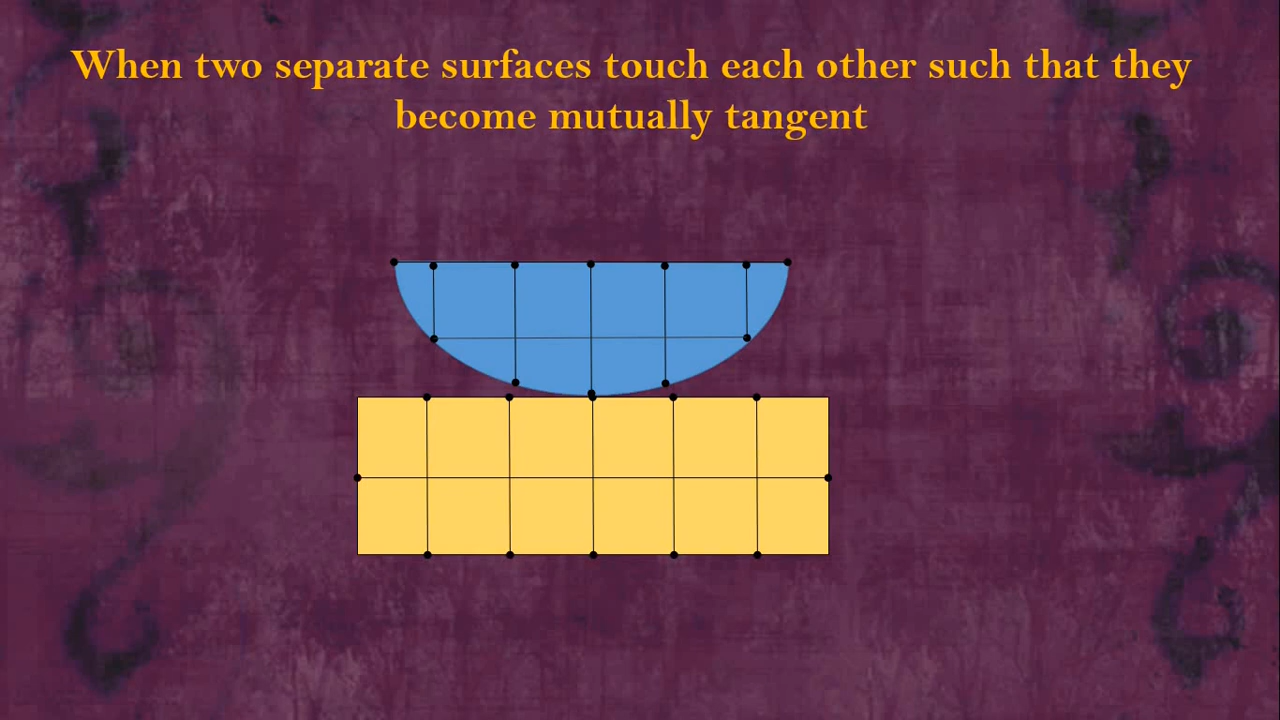 When two separate surfaces touch each other such that they
become mutually tangent